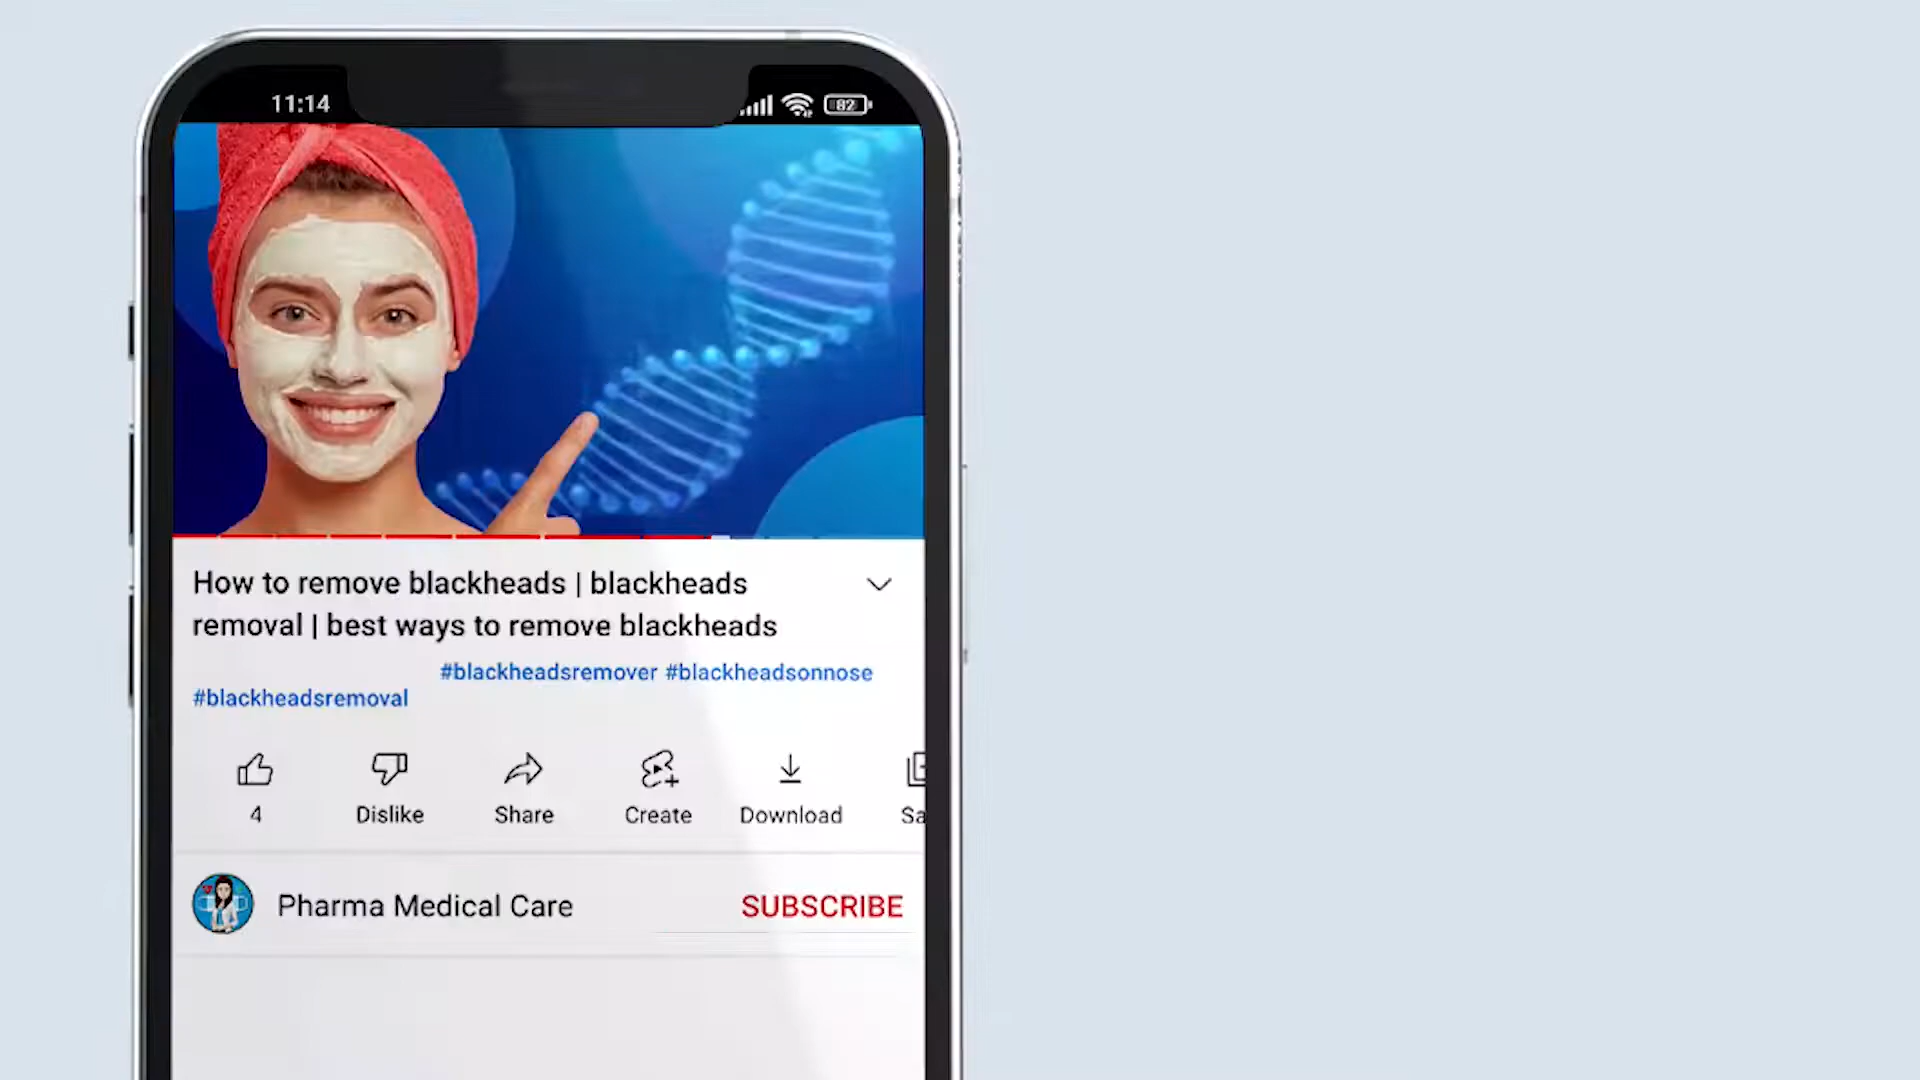 11:14
82
How to remove blackheads | blackheads
removal | best ways to remove blackheads
#blackheadsremover #blackheadsonnose
#blackheadsremoval
4
Dislike
Share
Create
Download
Sa
Pharma Medical Care
SUBSCRIBE